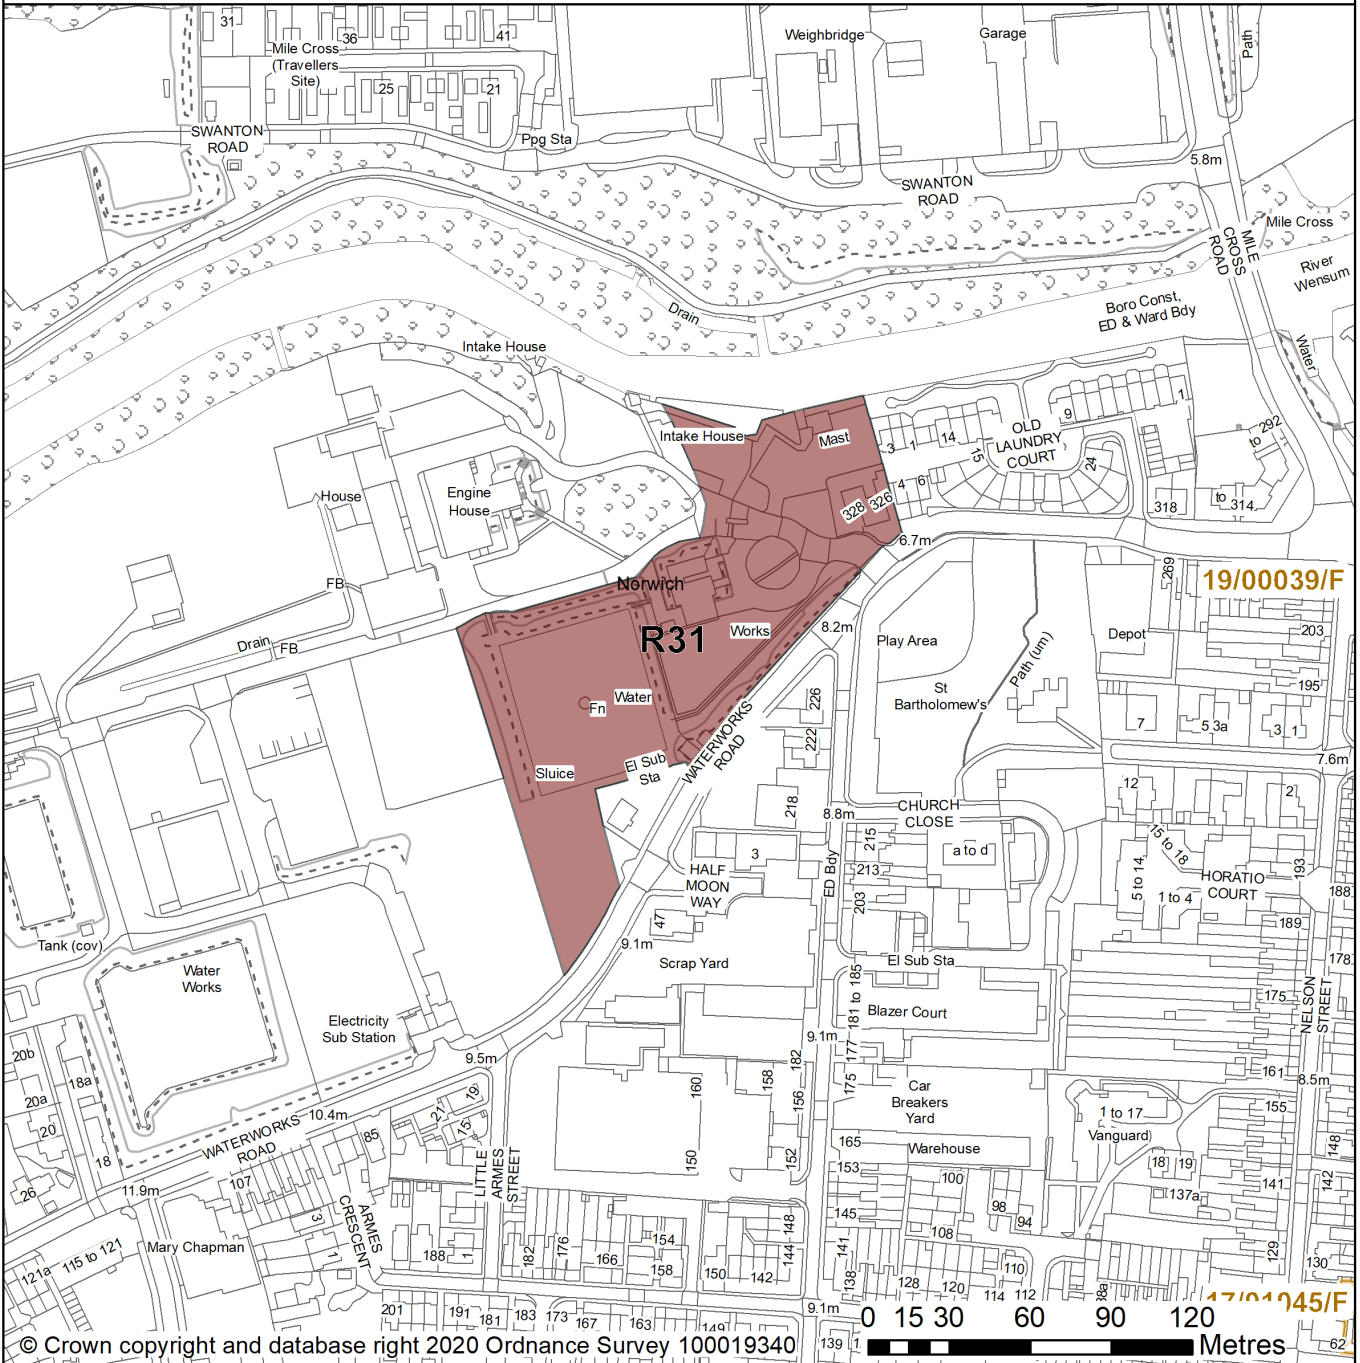 31
36
41
Mile Cross
(Travellers
Site)
25
21
Weighbridge
Garage
Path
SWANTON
ROAD
Ppg Sta
5.8m
SWANTON
ROAD
Mile Cross
MILE
CROSS
ROAD
River
Wensum
Boro Const,
ED & Ward Bdy
Drain
Water
Intake House
Intake House
Mast
OLD
LAUNDRY
COURT
9
1
3
1
14
15
24
4
6
292
to
to
314
318
328
326
House
Engine
House
6.7m
269
19/00039/F
FB
Norwich
R31
Works
8.2m
Play Area
Path (um)
Depot
203
Drain
FB
St
Bartholomew's
195
Water
Fn
226
222
7
5 3a
3 1
WATERWORKS
ROAD
7.6m
Sluice
El Sub
Sta
12
2
218
8.8m
CHURCH
CLOSE
215
a to d
15 to 18
3
213
ED Bdy
HALF
MOON
WAY
5 to 14
1 to 4
HORATIO
COURT
193
188
203
189
47
9.1m
Tank (cov)
Scrap Yard
El Sub Sta
178
Water
Works
181 to 185
175
NELSON
STREET
Blazer Court
Electricity
Sub Station
9.1m
177
9.5m
182
20b
18a
160
158
175
161
8.5m
20a
19
156
Car
Breakers
Yard
155
10.4m
21
1 to 17
20
15
85
165
Vanguard
WATERWORKS
ROAD
Warehouse
148
18
150
152
153
18
19
11.9m
LITTLE
ARMES
STREET
26
107
100
137a
141
142
98
94
3
145
148
ARMES
CRESCENT
108
Mary Chapman
1
188
1
182
176
166
154
158
150
142
144
141
138
110
129
130
121a
115 to 121
128
120
114
112
88a
201
191
181
183
173
167
163
149
9.1m
17/01045/F
0 15 30 60 90 120
Metres
139
1
62
© Crown copyright and database right 2020 Ordnance Survey 100019340